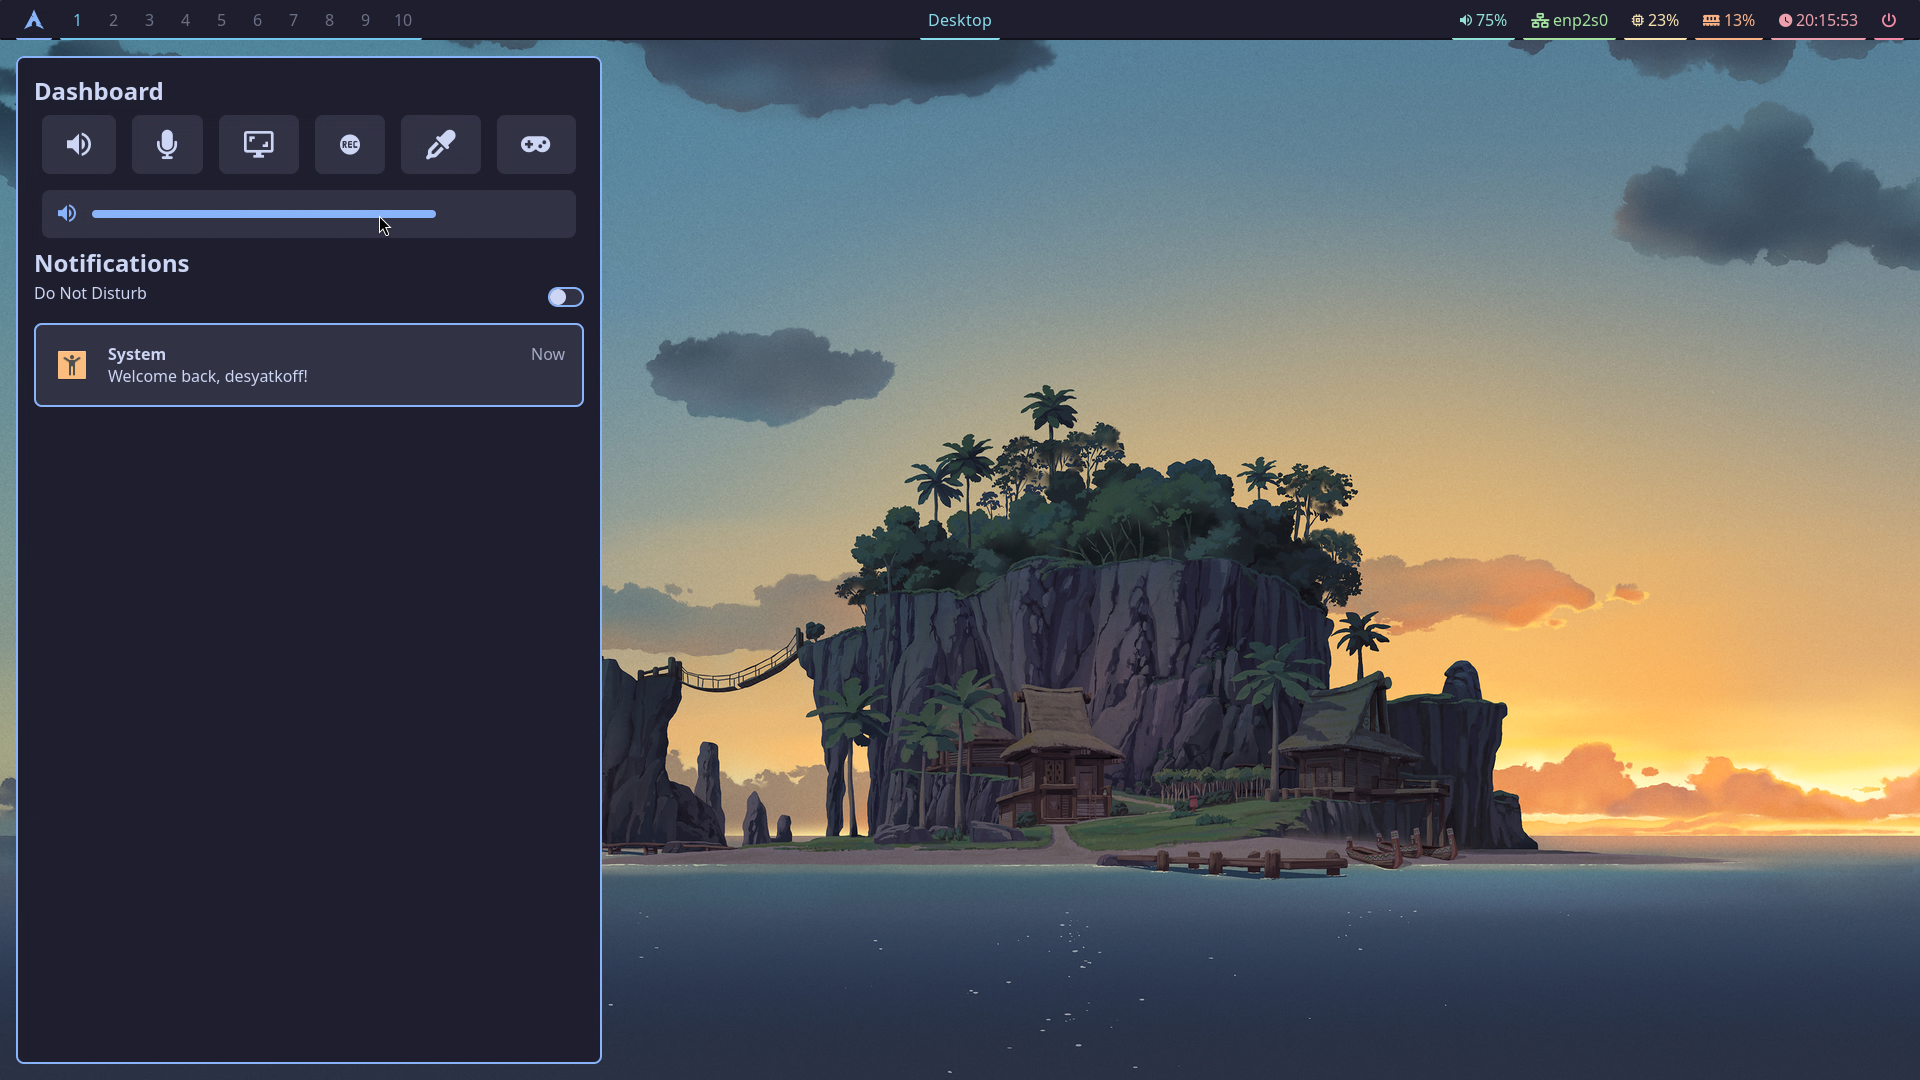 1 2 3 4 5 6 7 8 9 10 Desktop 75% enp2s0 23% 13% 20:15:53
Dashboard
REC
Notifications
Do Not Disturb
System Now
Welcome back, desyatkoff!